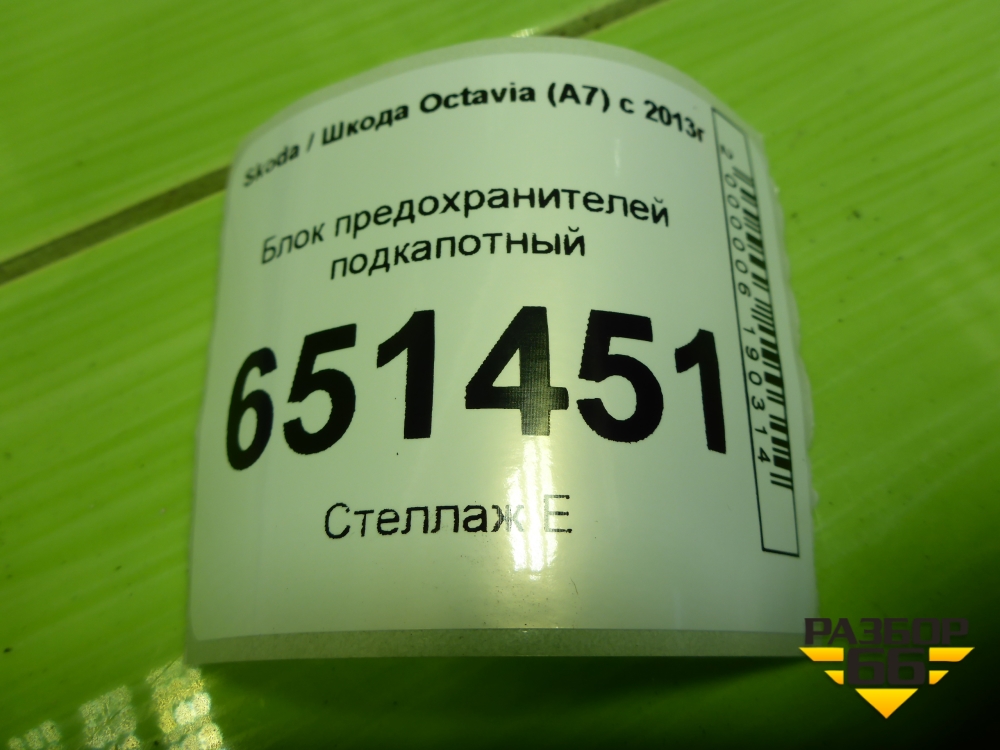 Skoda / Шкода Octavia (A7) с 2013г
Блок предохранителей
подкапотный
651451
Стеллаж Е
2000006190314
РАЗБОР
66